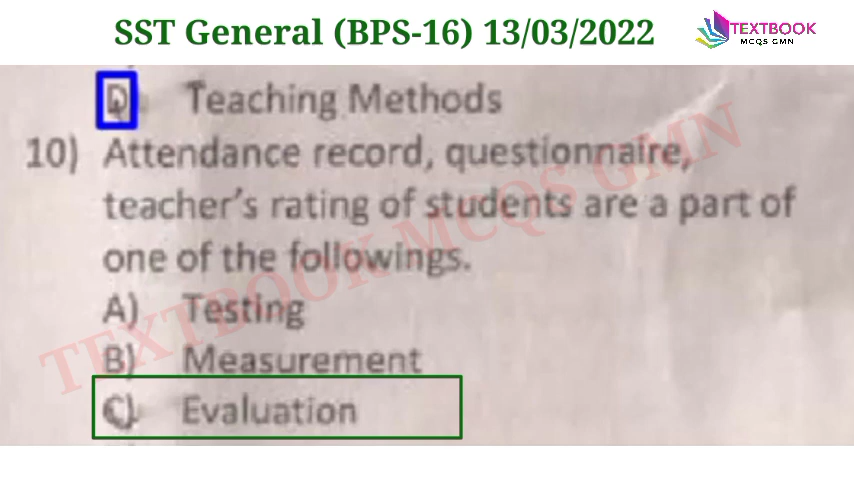 SST General (BPS-16) 13/03/2022
TEXTBOOK
MCQS GMN
D. Teaching Methods
10) Attendance record, questionnaire,
teacher's rating of students are a part of
one of the followings.
A) Testing
B) Measurement
C). Evaluation
TEXTBOOK MCQS GMN